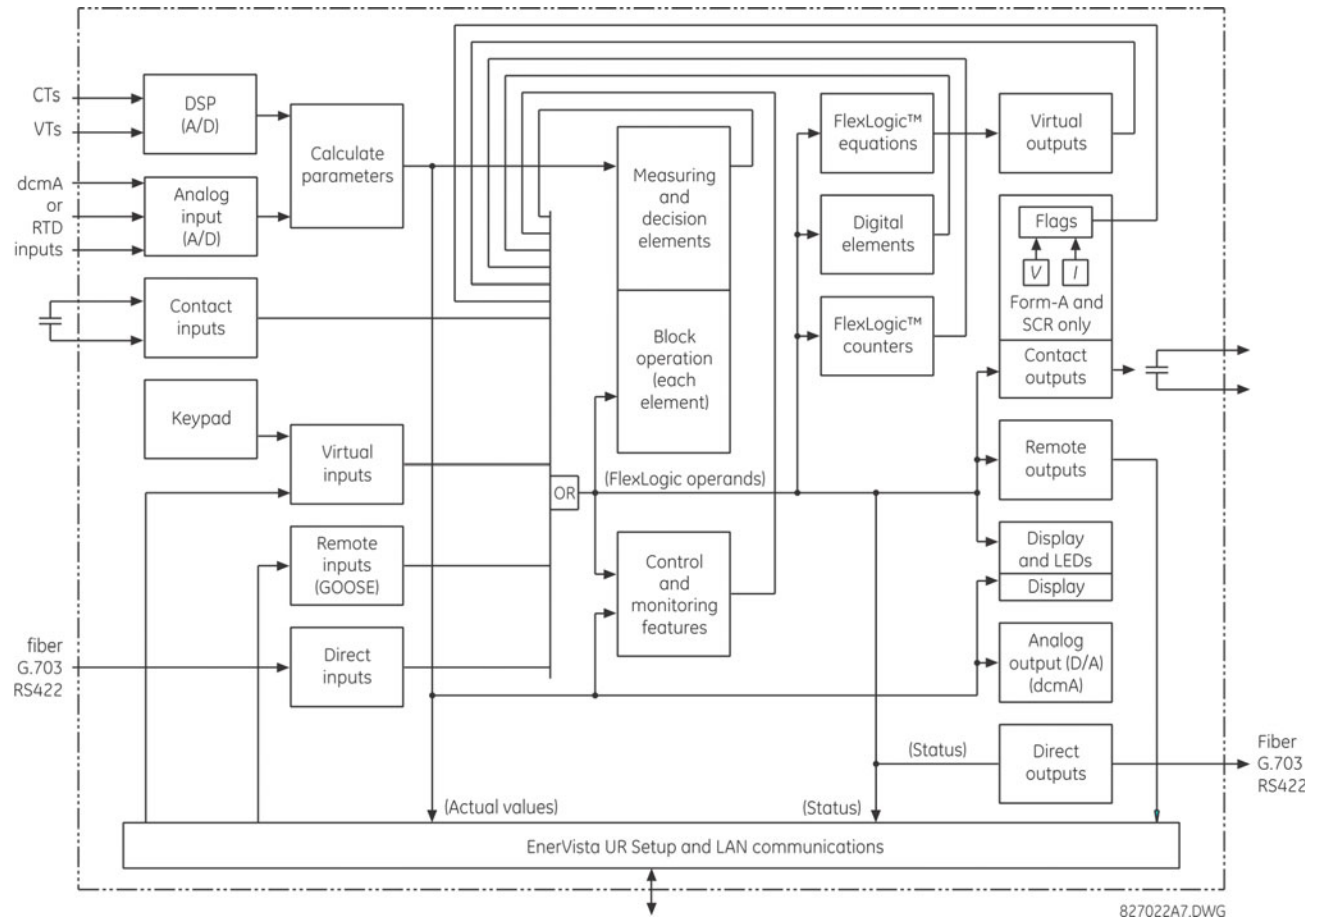 CTs
VTs
dcmA
or
RTD
inputs
DSP
(A/D)
Analog
input
(A/D)
Calculate
parameters
Contact
inputs
Keypad
Virtual
inputs
Remote
inputs
(GOOSE)
fiber
G.703
RS422
Direct
inputs
OR
(FlexLogic operands)
Measuring
and
decision
elements
Block
operation
(each
element)
Control
and
monitoring
features
FlexLogic™
equations
Digital
elements
FlexLogic™
counters
Virtual
outputs
Flags
V
I
Form-A and
SCR only
Contact
outputs
Remote
outputs
Display
and LEDs
Display
Analog
output (D/A)
(dcmA)
(Status)
Direct
outputs
Fiber
G.703
RS422
(Actual values)
(Status)
EnerVista UR Setup and LAN communications
827022A7.DWG